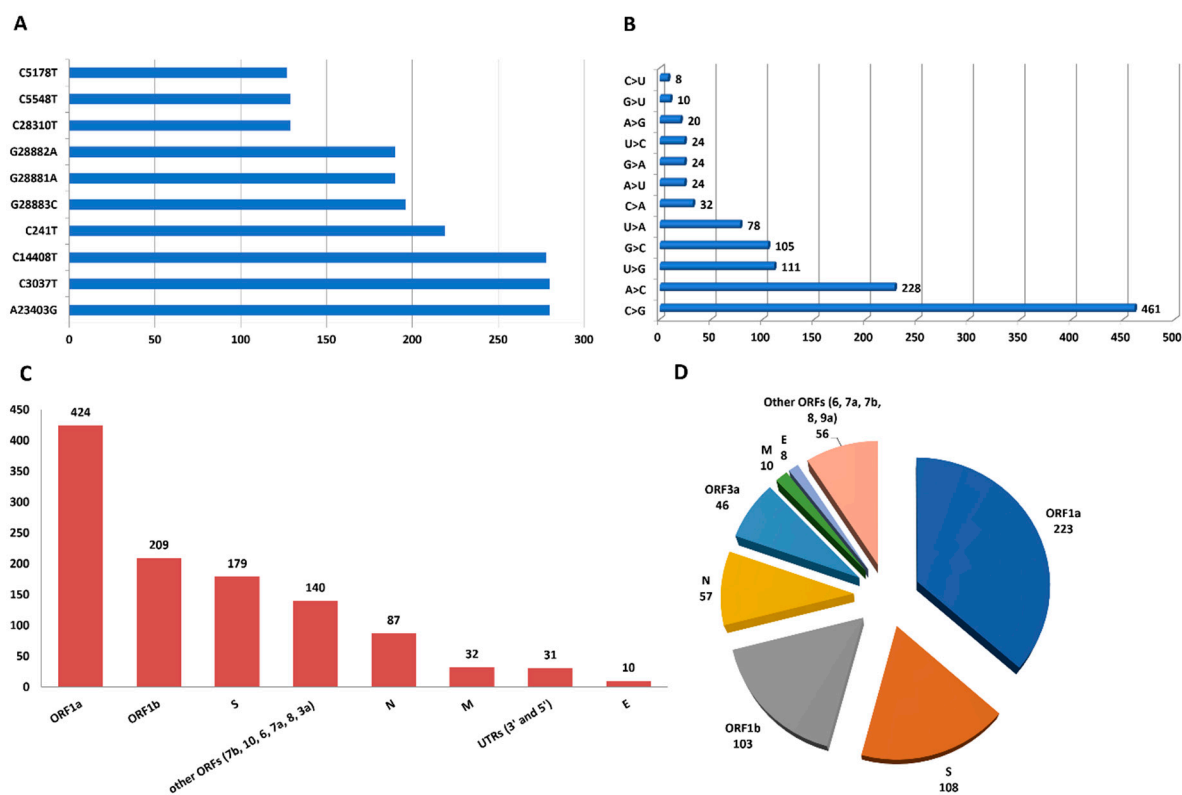 A
C5178T
C5548T
C28310T
G28882A
G28881A
G28883C
C241T
C14408T
C3037T
A23403G
0 50 100 150 200 250 300
B
C>U 8
G>U 10
A>G 20
U>C 24
G>A 24
A>U 24
C>A 32
U>A 78
G>C 105
U>G 111
A>C 228
C>G 461
0 50 100 150 200 250 300 350 400 450 500
C
450
400
350
300
250
200
150
100
50
0
424
209
179
140
87
32
31
10
ORF1a
ORF1b
S
other ORFs (7b, 10, 6, 7a, 8, 3a)
N
M
UTRs (3' and 5')
E
D
Other ORFs (6, 7a, 7b,
8, 9a)
56
E
8
M
10
ORF3a
46
N
57
ORF1b
103
S
108
ORF1a
223